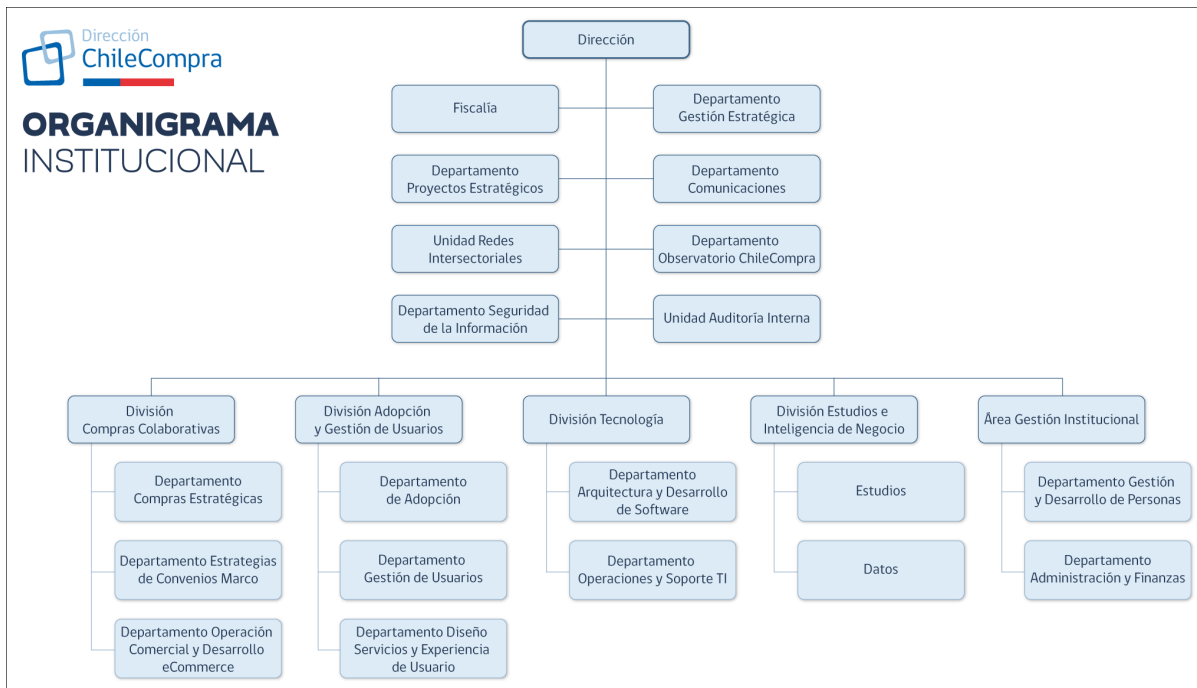 Dirección
ChileCompra
ORGANIGRAMA
INSTITUCIONAL
Dirección
Fiscalía
Departamento
Gestión Estratégica
Departamento
Proyectos Estratégicos
Departamento
Comunicaciones
Unidad Redes
Intersectoriales
Departamento
Observatorio ChileCompra
Departamento Seguridad
de la Información
Unidad Auditoría Interna
División
Compras Colaborativas
División Adopción
y Gestión de Usuarios
División Tecnología
División Estudios e
Inteligencia de Negocio
Área Gestión Institucional
Departamento
Compras Estratégicas
Departamento
de Adopción
Departamento
Arquitectura y Desarrollo
de Software
Estudios
Departamento Gestión
y Desarrollo de Personas
Departamento Estrategias
de Convenios Marco
Departamento
Gestión de Usuarios
Departamento
Operaciones y Soporte TI
Datos
Departamento
Administración y Finanzas
Departamento Operación
Comercial y Desarrollo
eCommerce
Departamento Diseño
Servicios y Experiencia
de Usuario